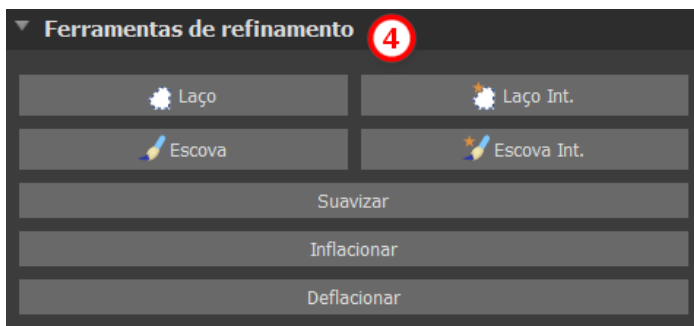 Ferramentas de refinamento 4
Laço Laço Int.
Escova Escova Int.
Suavizar
Inflacionar
Deflacionar